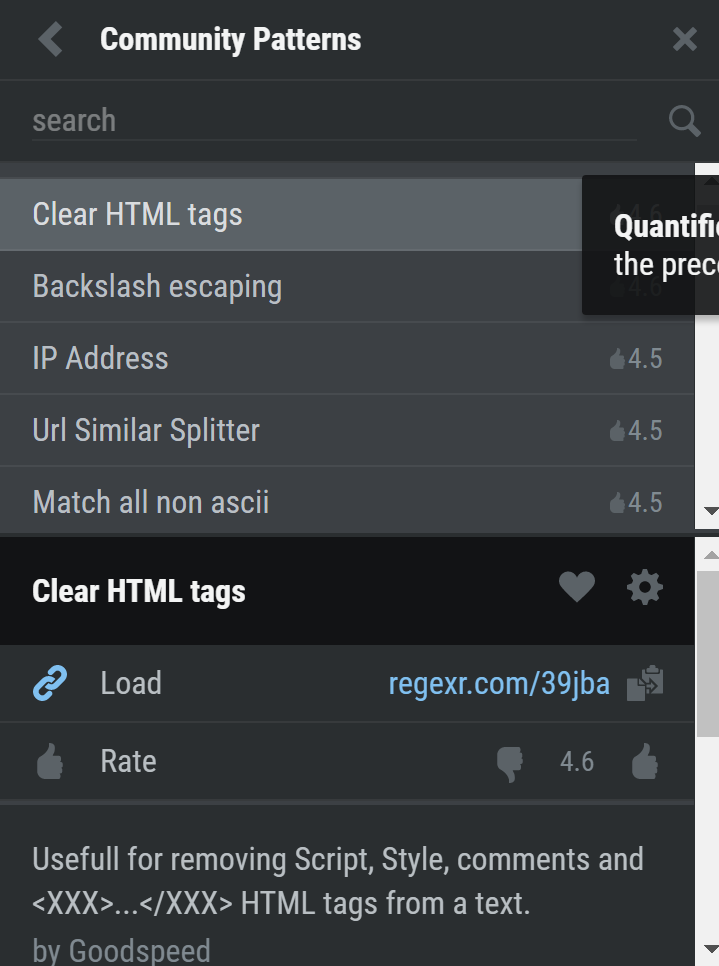 Community Patterns
search
Clear HTML tags 4.6
the prec
Backslash escaping 4.6
IP Address 4.5
Url Similar Splitter 4.5
Match all non ascii 4.5
Clear HTML tags
Load regexr.com/39jba
Rate 4.6
Usefull for removing Script, Style, comments and
<XXX>...</XXX> HTML tags from a text.
by Goodspeed